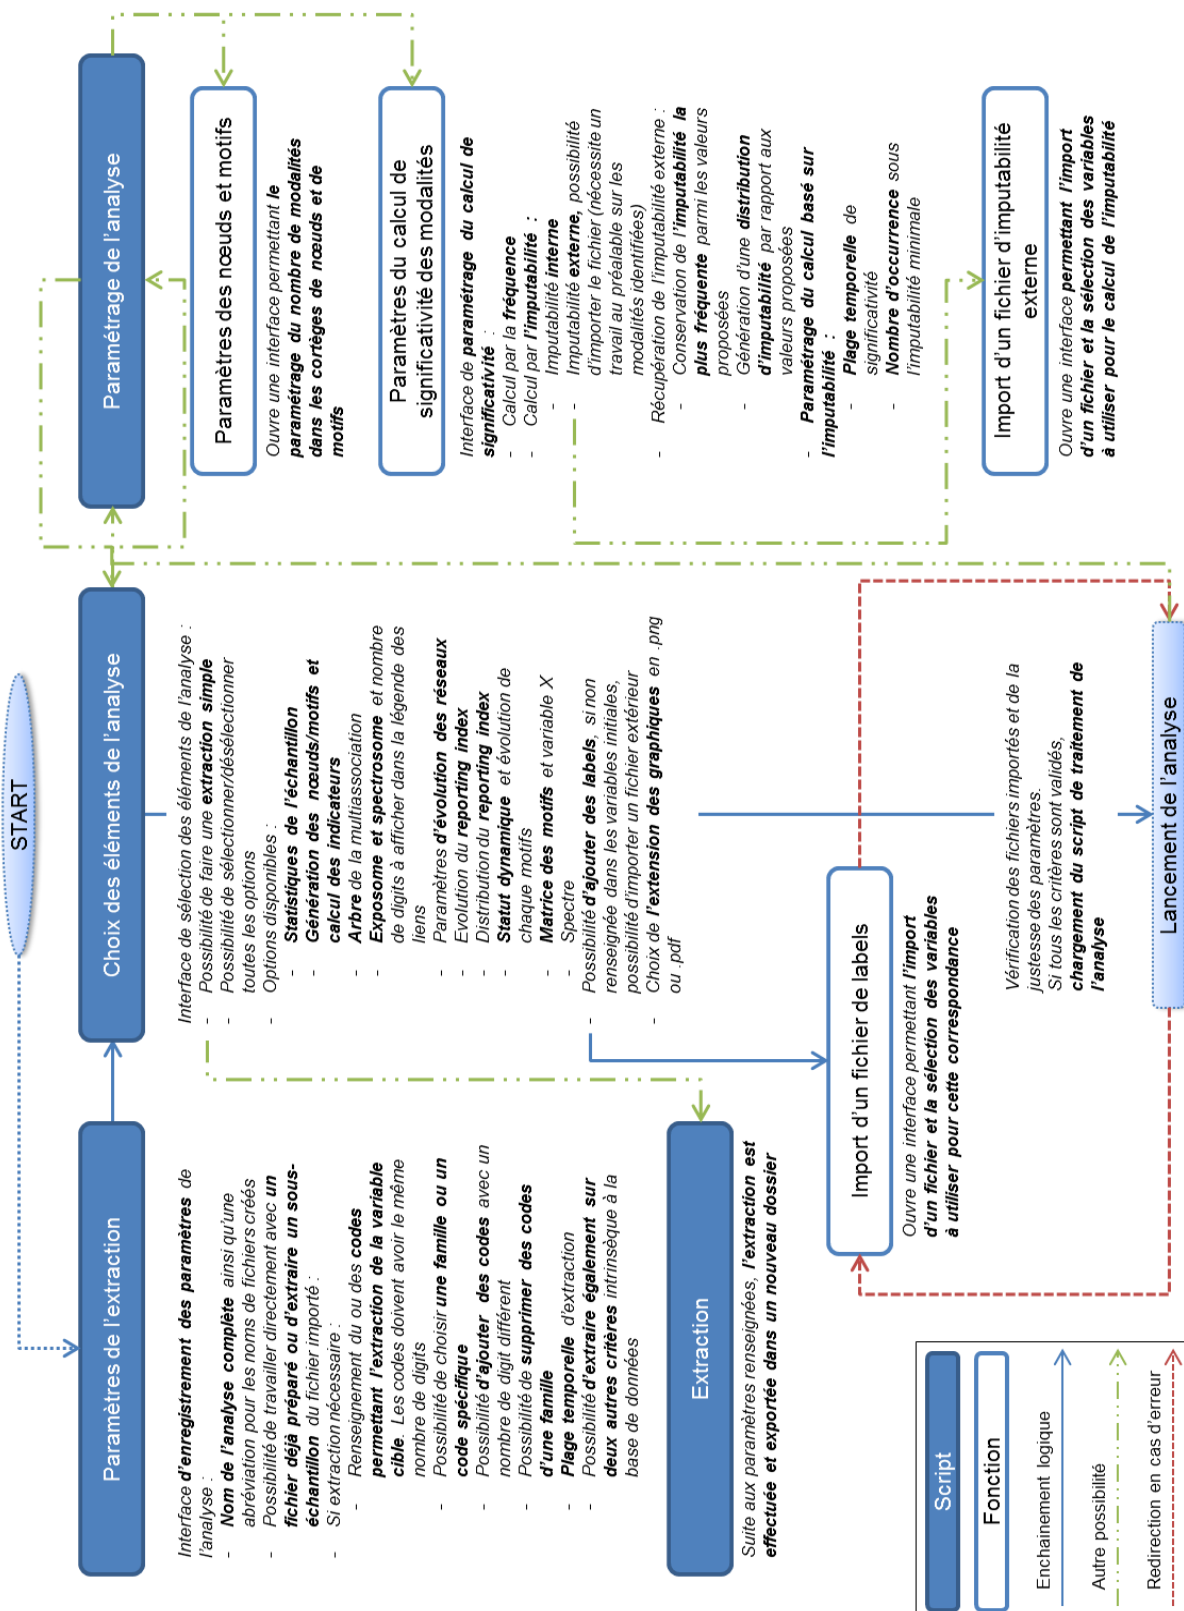 START
Paramètres de l'extraction
Interface d'enregistrement des paramètres de
l'analyse :
- Nom de l'analyse complète ainsi qu'une
abréviation pour les noms de fichiers créés
- Possibilité de travailler directement avec un
fichier déjà préparé ou d'extraire un sous-
échantillon du fichier importé :
- Si extraction nécessaire :
- Renseignement du ou des codes
permettant l'extraction de la variable
cible. Les codes doivent avoir le même
nombre de digits
- Possibilité de choisir une famille ou un
code spécifique
- Possibilité d'ajouter des codes avec un
nombre de digit différent
- Possibilité de supprimer des codes
d'une famille
- Plage temporelle d'extraction
- Possibilité d'extraire également sur
deux autres critères intrinsèque à la
base de données
Extraction
Suite aux paramètres renseignées, l'extraction est
effectuée et exportée dans un nouveau dossier
Choix des éléments de l'analyse
Interface de sélection des éléments de l'analyse :
- Possibilité de faire une extraction simple
- Possibilité de sélectionner/désélectionner
toutes les options
- Options disponibles :
- Statistiques de l'échantillon
- Génération des nœuds/motifs et
calcul des indicateurs
- Arbre de la multiassociation
- Exposome et spectrosome et nombre
de digits à afficher dans la légende des
liens
- Paramètres d'évolution des réseaux
- Evolution du reporting index
- Distribution du reporting index
- Statut dynamique et évolution de
chaque motifs
- Matrice des motifs et variable X
- Spectre
- Possibilité d'ajouter des labels, si non
renseignée dans les variables initiales,
possibilité d'importer un fichier extérieur
- Choix de l'extension des graphiques en .png
ou .pdf
Import d'un fichier de labels
Ouvre une interface permettant l'import
d'un fichier et la sélection des variables
à utiliser pour cette correspondance
Vérification des fichiers importés et de la
justesse des paramètres.
Si tous les critères sont validés,
chargement du script de traitement de
l'analyse
Lancement de l'analyse
Paramétrage de l'analyse
Paramètres des nœuds et motifs
Ouvre une interface permettant le
paramétrage du nombre de modalités
dans les cortèges de nœuds et de
motifs
Paramètres du calcul de
significativité des modalités
Interface de paramétrage du calcul de
significativité :
- Calcul par la fréquence
- Calcul par l'imputabilité :
- Imputabilité interne
- Imputabilité externe, possibilité
d'importer le fichier (nécessite un
travail au préalable sur les
modalités identifiées)
- Récupération de l'imputabilité externe :
- Conservation de l'imputabilité la
plus fréquente parmi les valeurs
proposées
- Génération d'une distribution
d'imputabilité par rapport aux
valeurs proposées
- Paramétrage du calcul basé sur
l'imputabilité :
- Plage temporelle de
significativité
- Nombre d'occurrence sous
l'imputabilité minimale
Import d'un fichier d'imputabilité
externe
Ouvre une interface permettant l'import
d'un fichier et la sélection des variables
à utiliser pour le calcul de l'imputabilité
Script
Fonction
Enchainement logique
Autre possibilité
Redirection en cas d'erreur